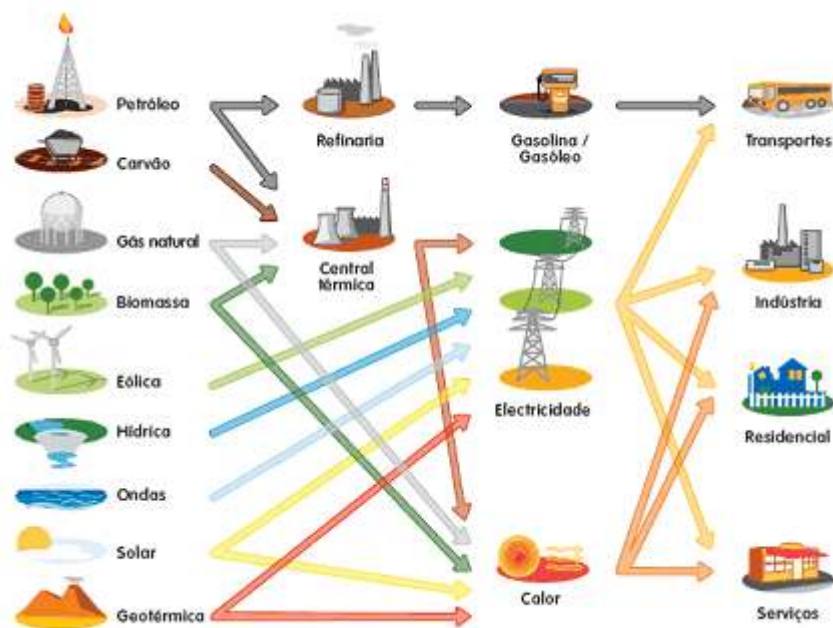 Petróleo
Refinaria
Gasolina /
Gasóleo
Transportes
Carvão
Gás natural
Central
térmica
Indústria
Biomassa
Eólica
Electricidade
Hídrica
Residencial
Ondas
Solar
Calor
Geotérmica
Serviços